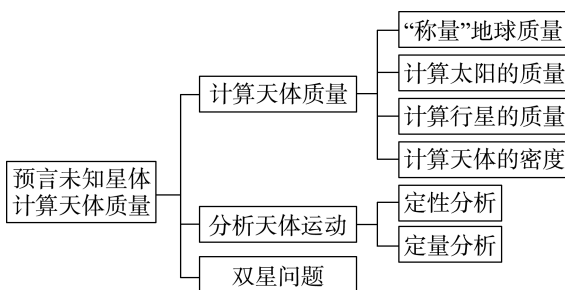 “称量”地球质量
计算太阳的质量
计算天体质量
计算行星的质量
计算天体的密度
预言未知星体
计算天体质量
定性分析
分析天体运动
定量分析
双星问题